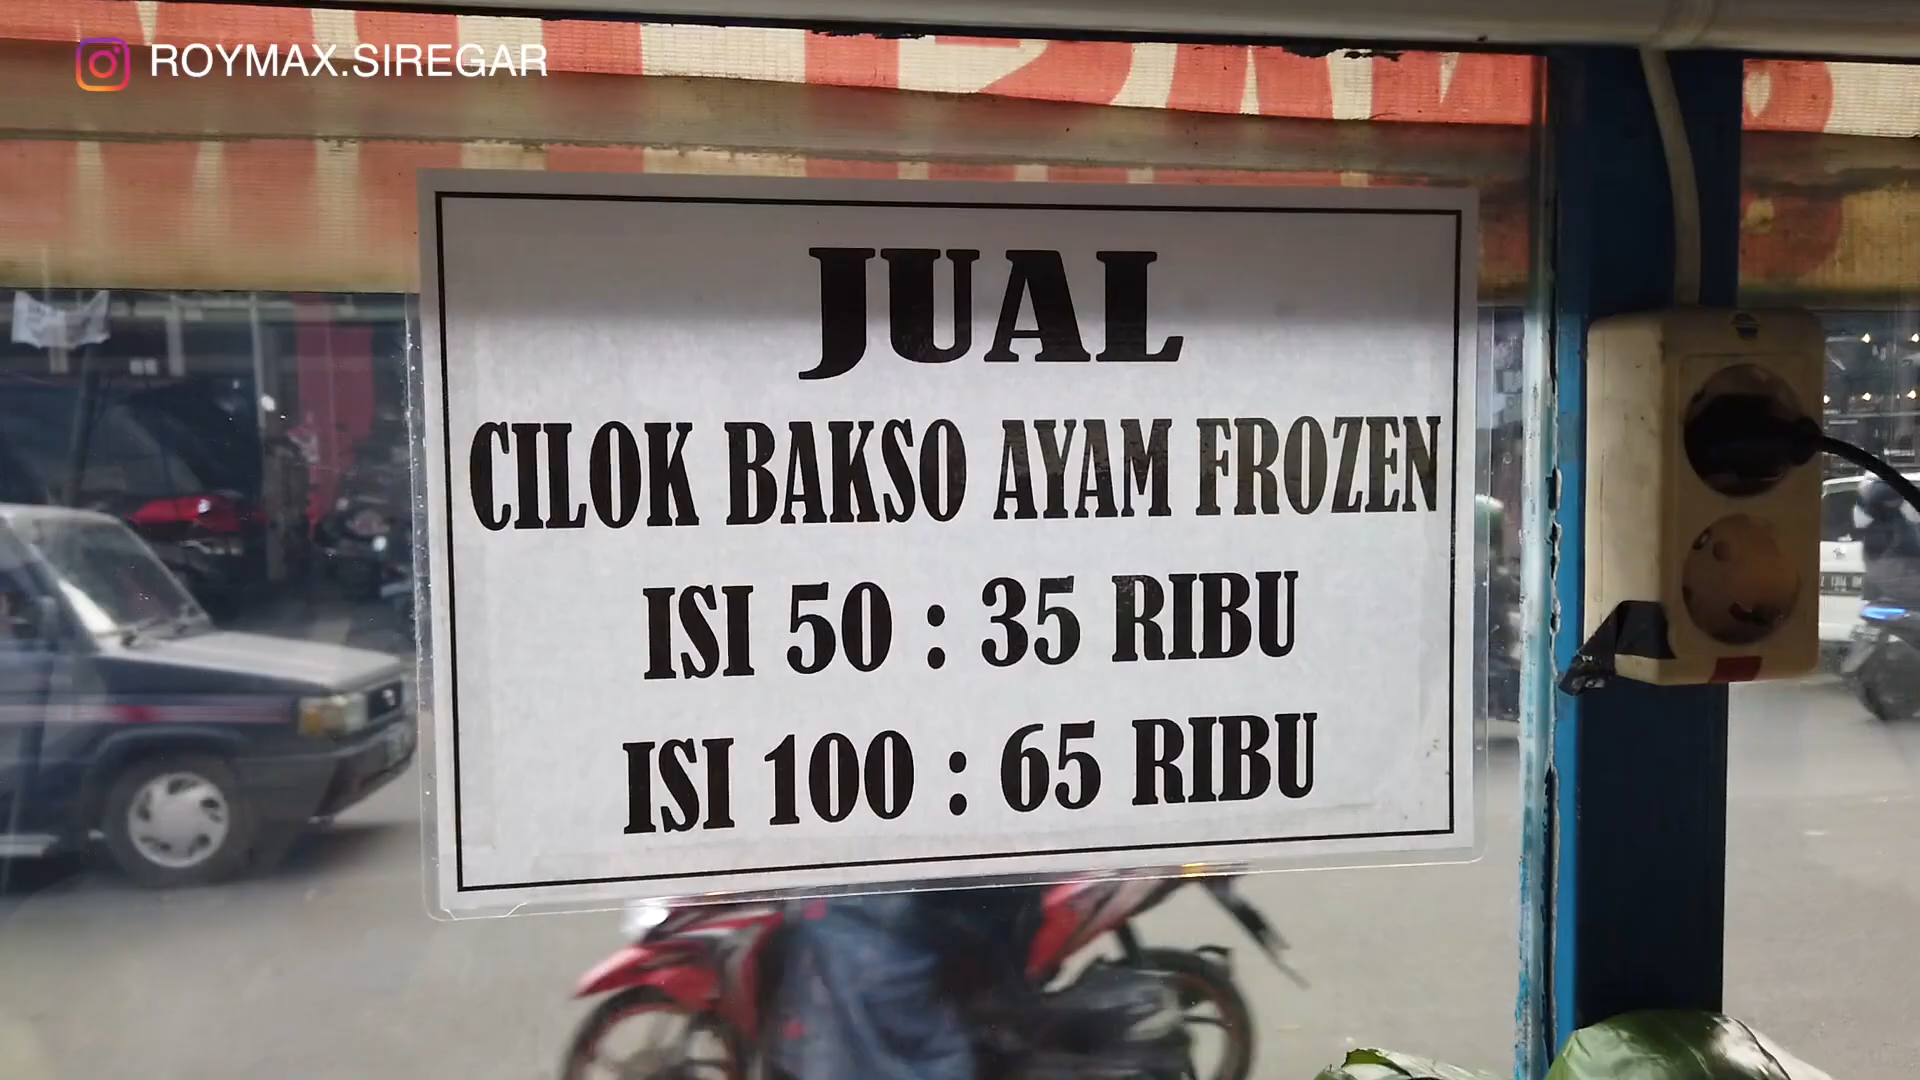 ROYMAX.SIREGAR
JUAL
CILOK BAKSO AYAM FROZEN
ISI 50 : 35 RIBU
ISI 100 : 65 RIBU